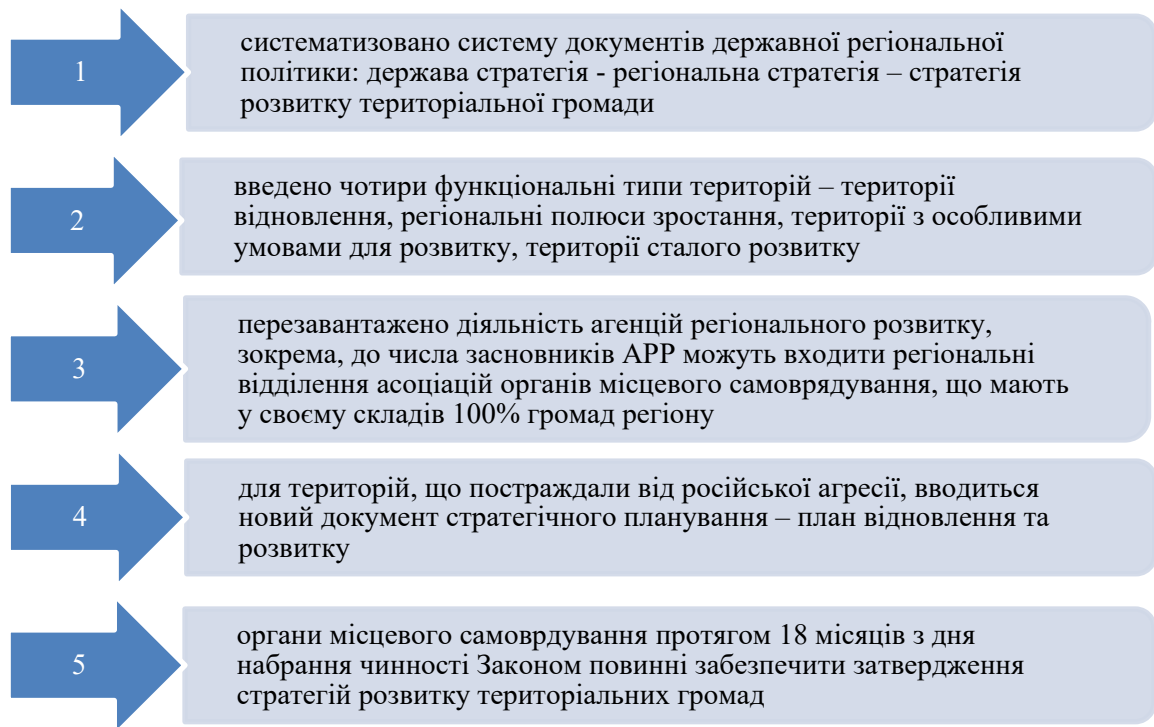 1
систематизовано систему документів державної регіональної
політики: держава стратегія - регіональна стратегія – стратегія
розвитку територіальної громади
2
введено чотири функціональні типи територій – території
відновлення, регіональні полюси зростання, території з особливими
умовами для розвитку, території сталого розвитку
3
перезавантажено діяльність агенцій регіонального розвитку,
зокрема, до числа засновників АРР можуть входити регіональні
відділення асоціацій органів місцевого самоврядування, що мають
у своєму складів 100% громад регіону
4
для територій, що постраждали від російської агресії, вводиться
новий документ стратегічного планування – план відновлення та
розвитку
5
органи місцевого самоврдування протягом 18 місяців з дня
набрання чинності Законом повинні забезпечити затвердження
стратегій розвитку територіальних громад